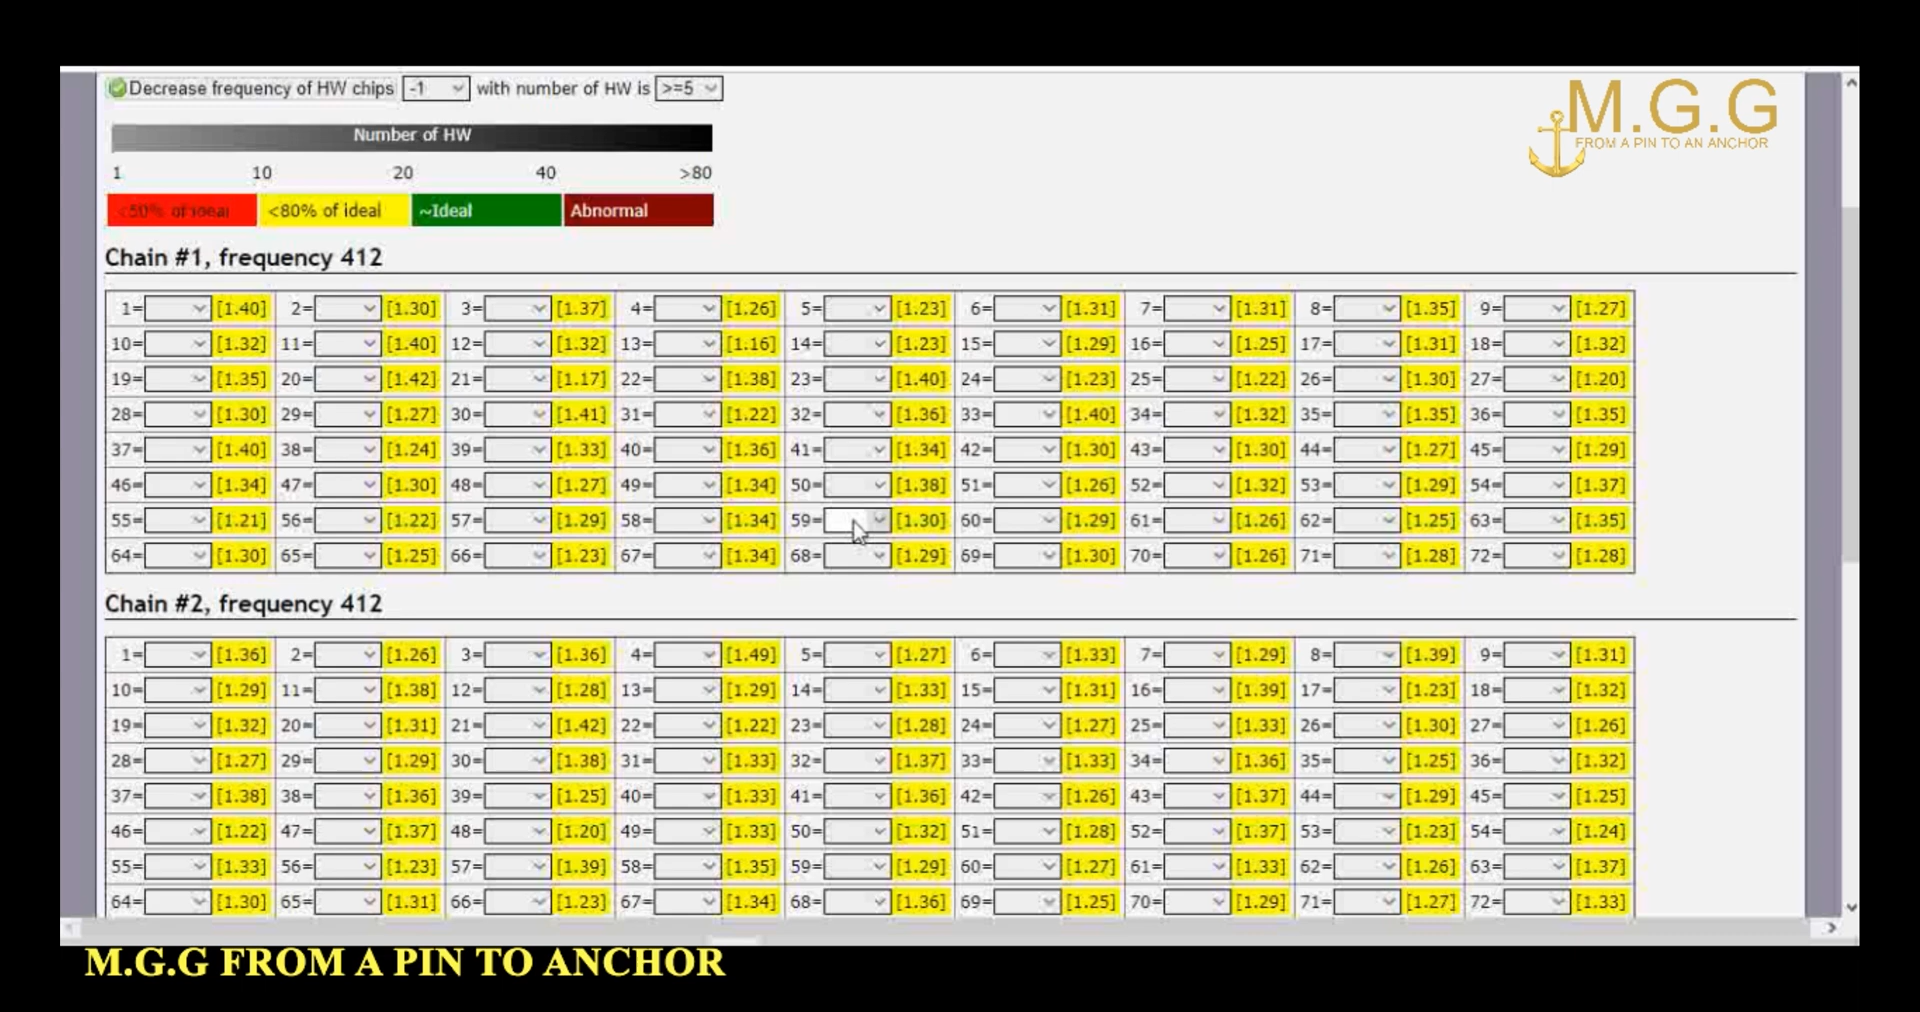 Decrease frequency of HW chips -1 with number of HW is >=5
M.G.G
FROM A PIN TO AN ANCHOR
Number of HW
1 10 20 40 >80
<50% of ideal <80% of ideal ~Ideal Abnormal
Chain #1, frequency 412
1= [1.40] 2= [1.30] 3= [1.37] 4= [1.26] 5= [1.23] 6= [1.31] 7= [1.31] 8= [1.35] 9= [1.27]
10= [1.32] 11= [1.40] 12= [1.32] 13= [1.16] 14= [1.23] 15= [1.29] 16= [1.25] 17= [1.31] 18= [1.32]
19= [1.35] 20= [1.42] 21= [1.17] 22= [1.38] 23= [1.40] 24= [1.23] 25= [1.22] 26= [1.30] 27= [1.20]
28= [1.30] 29= [1.27] 30= [1.41] 31= [1.22] 32= [1.36] 33= [1.40] 34= [1.32] 35= [1.35] 36= [1.35]
37= [1.40] 38= [1.24] 39= [1.33] 40= [1.36] 41= [1.34] 42= [1.30] 43= [1.30] 44= [1.27] 45= [1.29]
46= [1.34] 47= [1.30] 48= [1.27] 49= [1.34] 50= [1.38] 51= [1.26] 52= [1.32] 53= [1.29] 54= [1.37]
55= [1.21] 56= [1.22] 57= [1.29] 58= [1.34] 59= [1.30] 60= [1.29] 61= [1.26] 62= [1.25] 63= [1.35]
64= [1.30] 65= [1.25] 66= [1.23] 67= [1.34] 68= [1.29] 69= [1.30] 70= [1.26] 71= [1.28] 72= [1.28]
Chain #2, frequency 412
1= [1.36] 2= [1.26] 3= [1.36] 4= [1.49] 5= [1.27] 6= [1.33] 7= [1.29] 8= [1.39] 9= [1.31]
10= [1.29] 11= [1.38] 12= [1.28] 13= [1.29] 14= [1.33] 15= [1.31] 16= [1.39] 17= [1.23] 18= [1.32]
19= [1.32] 20= [1.31] 21= [1.42] 22= [1.22] 23= [1.28] 24= [1.27] 25= [1.33] 26= [1.30] 27= [1.26]
28= [1.27] 29= [1.29] 30= [1.38] 31= [1.33] 32= [1.37] 33= [1.33] 34= [1.36] 35= [1.25] 36= [1.32]
37= [1.38] 38= [1.36] 39= [1.25] 40= [1.33] 41= [1.36] 42= [1.26] 43= [1.37] 44= [1.29] 45= [1.25]
46= [1.22] 47= [1.37] 48= [1.20] 49= [1.33] 50= [1.32] 51= [1.28] 52= [1.37] 53= [1.23] 54= [1.24]
55= [1.33] 56= [1.23] 57= [1.39] 58= [1.35] 59= [1.29] 60= [1.27] 61= [1.33] 62= [1.26] 63= [1.37]
64= [1.30] 65= [1.31] 66= [1.23] 67= [1.34] 68= [1.36] 69= [1.25] 70= [1.29] 71= [1.27] 72= [1.33]
M.G.G FROM A PIN TO ANCHOR